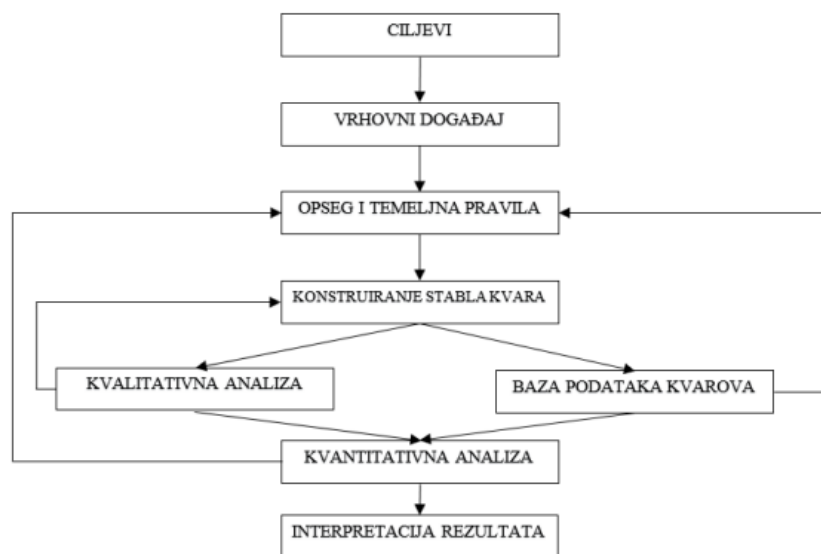 CILJEVI
VRHOVNI DOGAĐAJ
OPSEG I TEMELJNA PRAVILA
KONSTRUIRANJE STABLA KVARA
KVALITATIVNA ANALIZA
BAZA PODATAKA KVAROVA
KVANTITATIVNA ANALIZA
INTERPRETACIJA REZULTATA